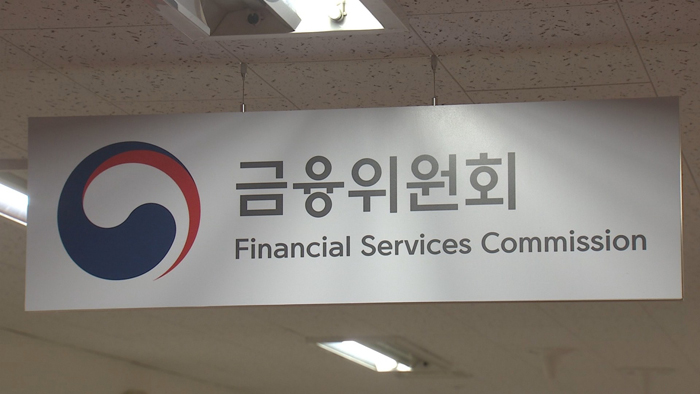 금융위원회
Financial Services Commission